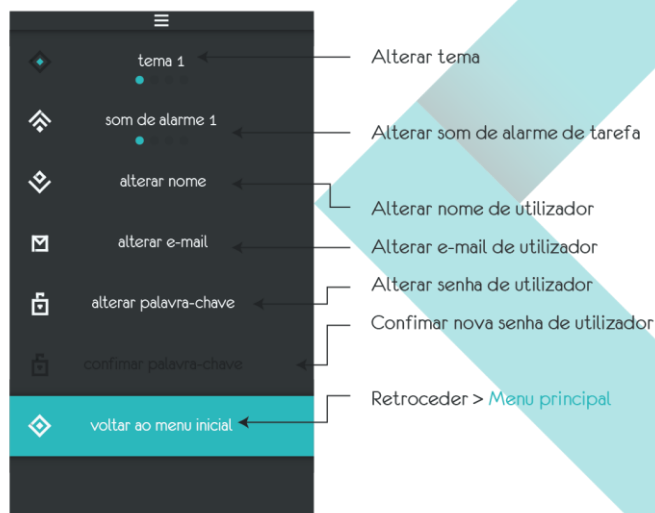 tema 1
Alterar tema
som de alarme 1
Alterar som de alarme de tarefa
alterar nome
Alterar nome de utilizador
alterar e-mail
Alterar e-mail de utilizador
alterar palavra-chave
Alterar senha de utilizador
confimar palavra-chave
Confimar nova senha de utilizador
voltar ao menu inicial
Retroceder > Menu principal